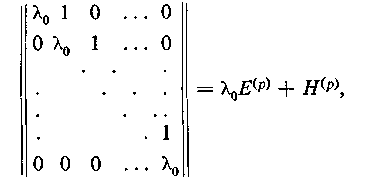 λ₀ 1 0 ... 0
0 λ₀ 1 ... 0
. . .
. . . .
. . . .
. . 1
0 0 0 ... λ₀
= λ₀E⁽ᵖ⁾ + H⁽ᵖ⁾,